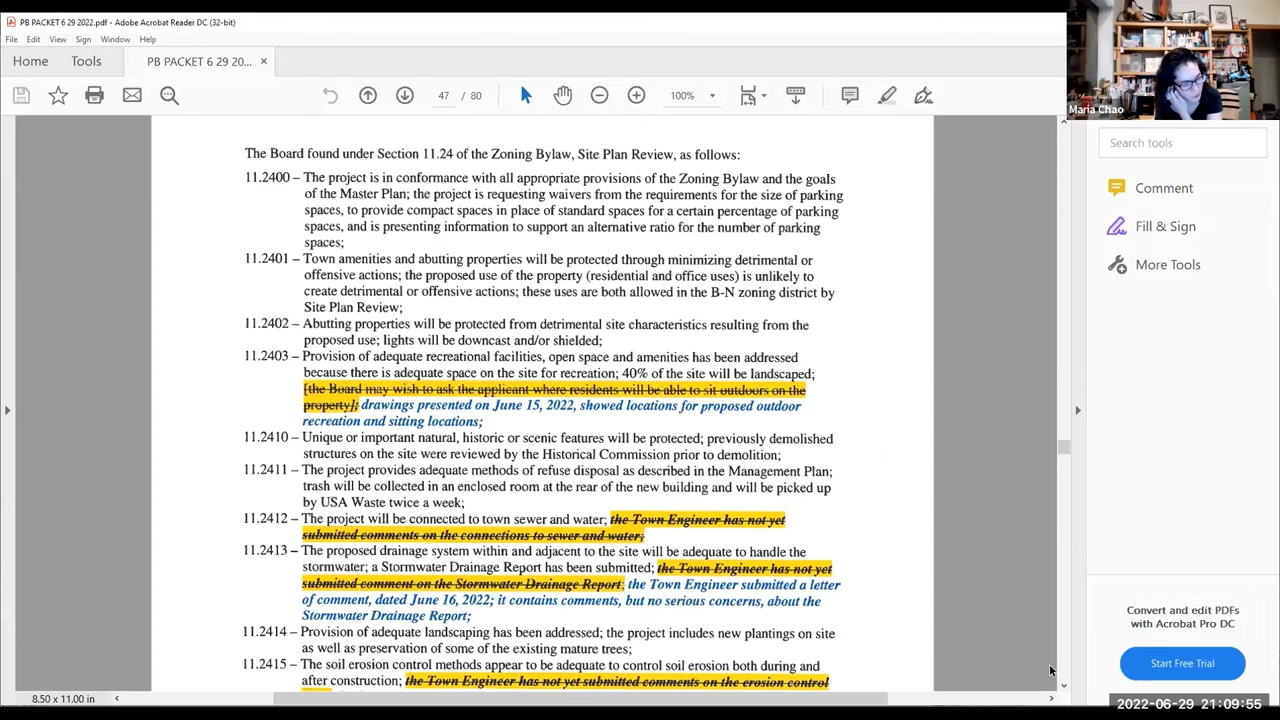 PB PACKET 6 29 2022.pdf - Adobe Acrobat Reader DC (32-bit)
File Edit View Sign Window Help
Home Tools PB PACKET 6 29 20... ×
47 / 80 100%
Maria Chao
Search tools
Comment
Fill & Sign
More Tools
The Board found under Section 11.24 of the Zoning Bylaw, Site Plan Review, as follows:
11.2400 – The project is in conformance with all appropriate provisions of the Zoning Bylaw and the goals
of the Master Plan; the project is requesting waivers from the requirements for the size of parking
spaces, to provide compact spaces in place of standard spaces for a certain percentage of parking
spaces, and is presenting information to support an alternative ratio for the number of parking
spaces;
11.2401 – Town amenities and abutting properties will be protected through minimizing detrimental or
offensive actions; the proposed use of the property (residential and office uses) is unlikely to
create detrimental or offensive actions; these uses are both allowed in the B-N zoning district by
Site Plan Review;
11.2402 – Abutting properties will be protected from detrimental site characteristics resulting from the
proposed use; lights will be downcast and/or shielded;
11.2403 – Provision of adequate recreational facilities, open space and amenities has been addressed
because there is adequate space on the site for recreation; 40% of the site will be landscaped;
[the Board may wish to ask the applicant where residents will be able to sit outdoors on the
property]; drawings presented on June 15, 2022, showed locations for proposed outdoor
recreation and sitting locations;
11.2410 – Unique or important natural, historic or scenic features will be protected; previously demolished
structures on the site were reviewed by the Historical Commission prior to demolition;
11.2411 – The project provides adequate methods of refuse disposal as described in the Management Plan;
trash will be collected in an enclosed room at the rear of the new building and will be picked up
by USA Waste twice a week;
11.2412 – The project will be connected to town sewer and water; the Town Engineer has not yet
submitted comments on the connections to sewer and water;
11.2413 – The proposed drainage system within and adjacent to the site will be adequate to handle the
stormwater; a Stormwater Drainage Report has been submitted; the Town Engineer has not yet
submitted comment on the Stormwater Drainage Report; the Town Engineer submitted a letter
of comment, dated June 16, 2022; it contains comments, but no serious concerns, about the
Stormwater Drainage Report;
11.2414 – Provision of adequate landscaping has been addressed; the project includes new plantings on site
as well as preservation of some of the existing mature trees;
11.2415 – The soil erosion control methods appear to be adequate to control soil erosion both during and
after construction; the Town Engineer has not yet submitted comments on the erosion control
Convert and edit PDFs
with Acrobat Pro DC
Start Free Trial
8.50 x 11.00 in
2022-06-29 21:09:55